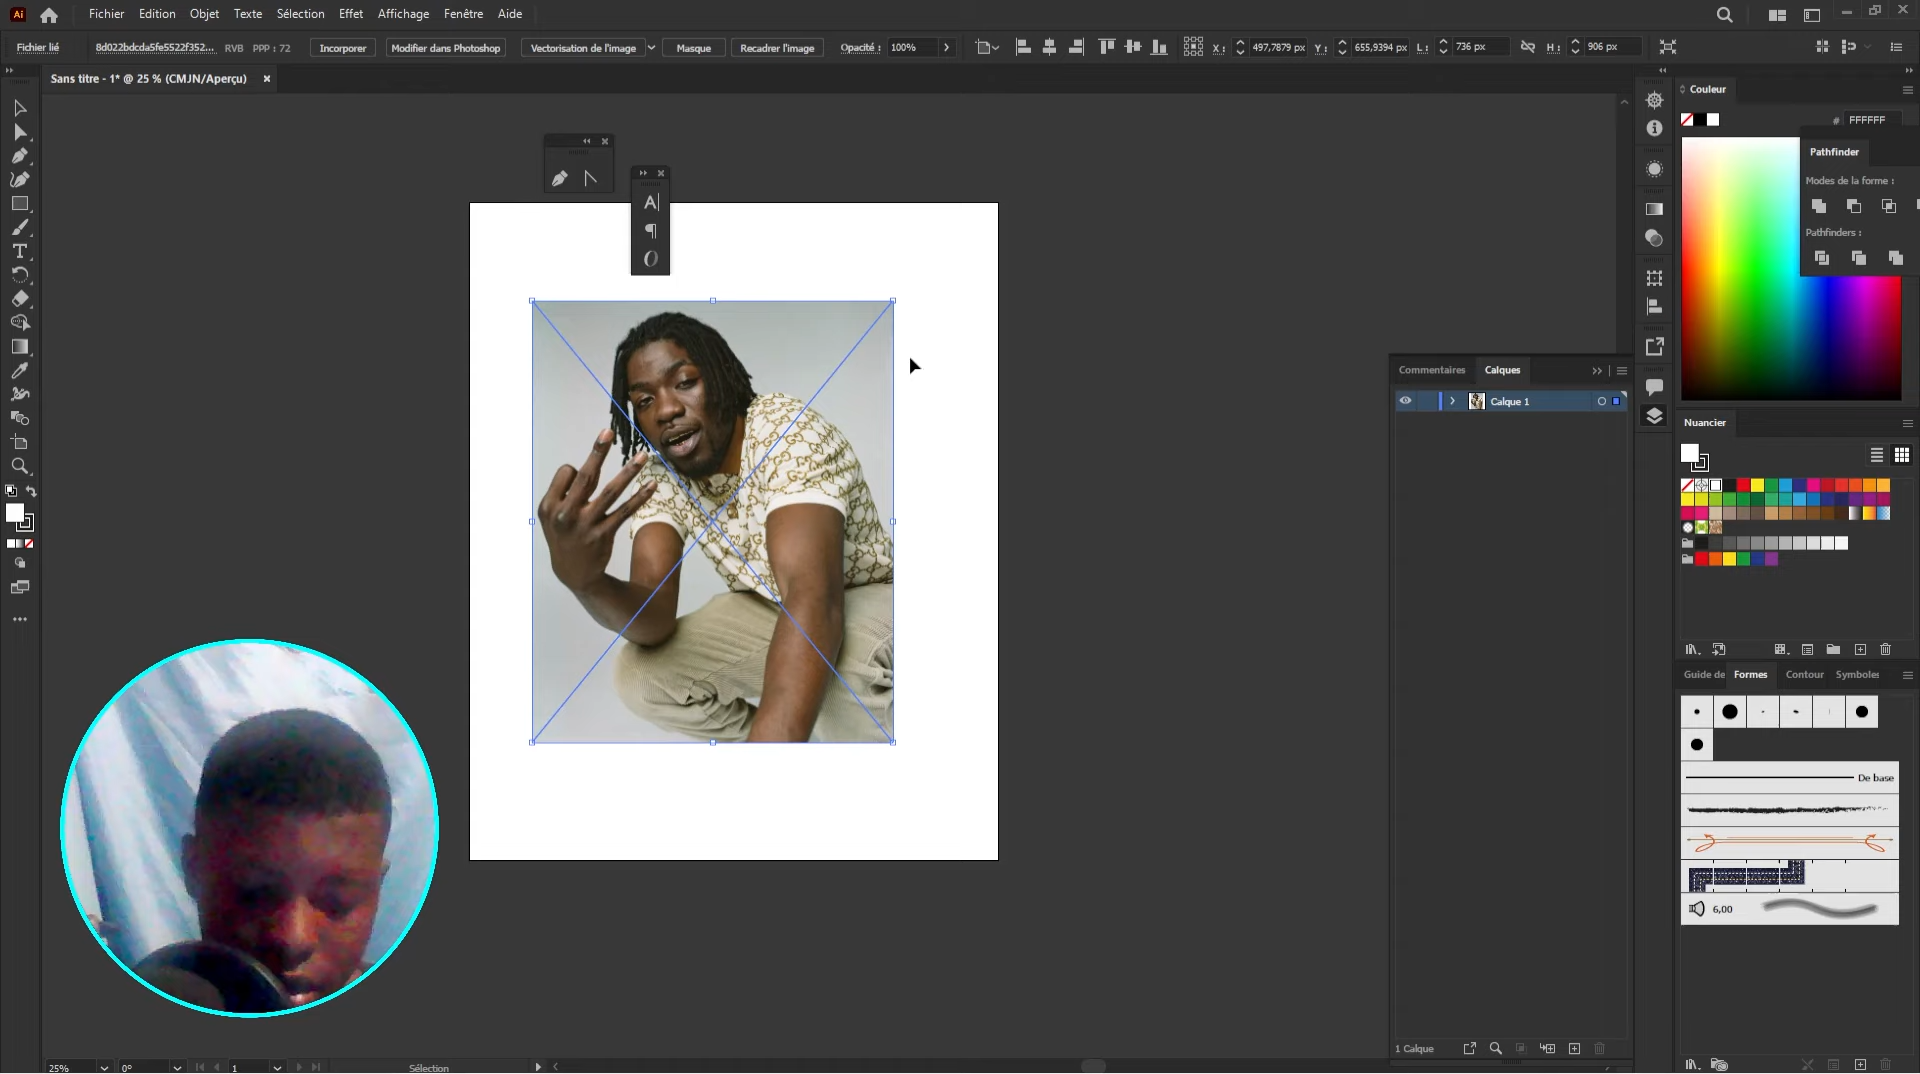 Ai Fichier Edition Objet Texte Sélection Effet Affichage Fenêtre Aide
Fichier lié 8d022bdcda5fe5522f352... RVB PPP : 72 Incorporer Modifier dans Photoshop Vectorisation de l'image Masque Recadrer l'image Opacité : 100% X : 497,7879 px Y : 655,9394 px L : 736 px H : 906 px
Sans titre - 1* @ 25 % (CMJN/Aperçu)
Couleur
# FFFFFF
Pathfinder
Modes de la forme :
Pathfinders :
Commentaires Calques
Calque 1
Nuancier
Guide de Formes Contour Symboles
De base
6,00
1 Calque
25% 0° 1 Sélection